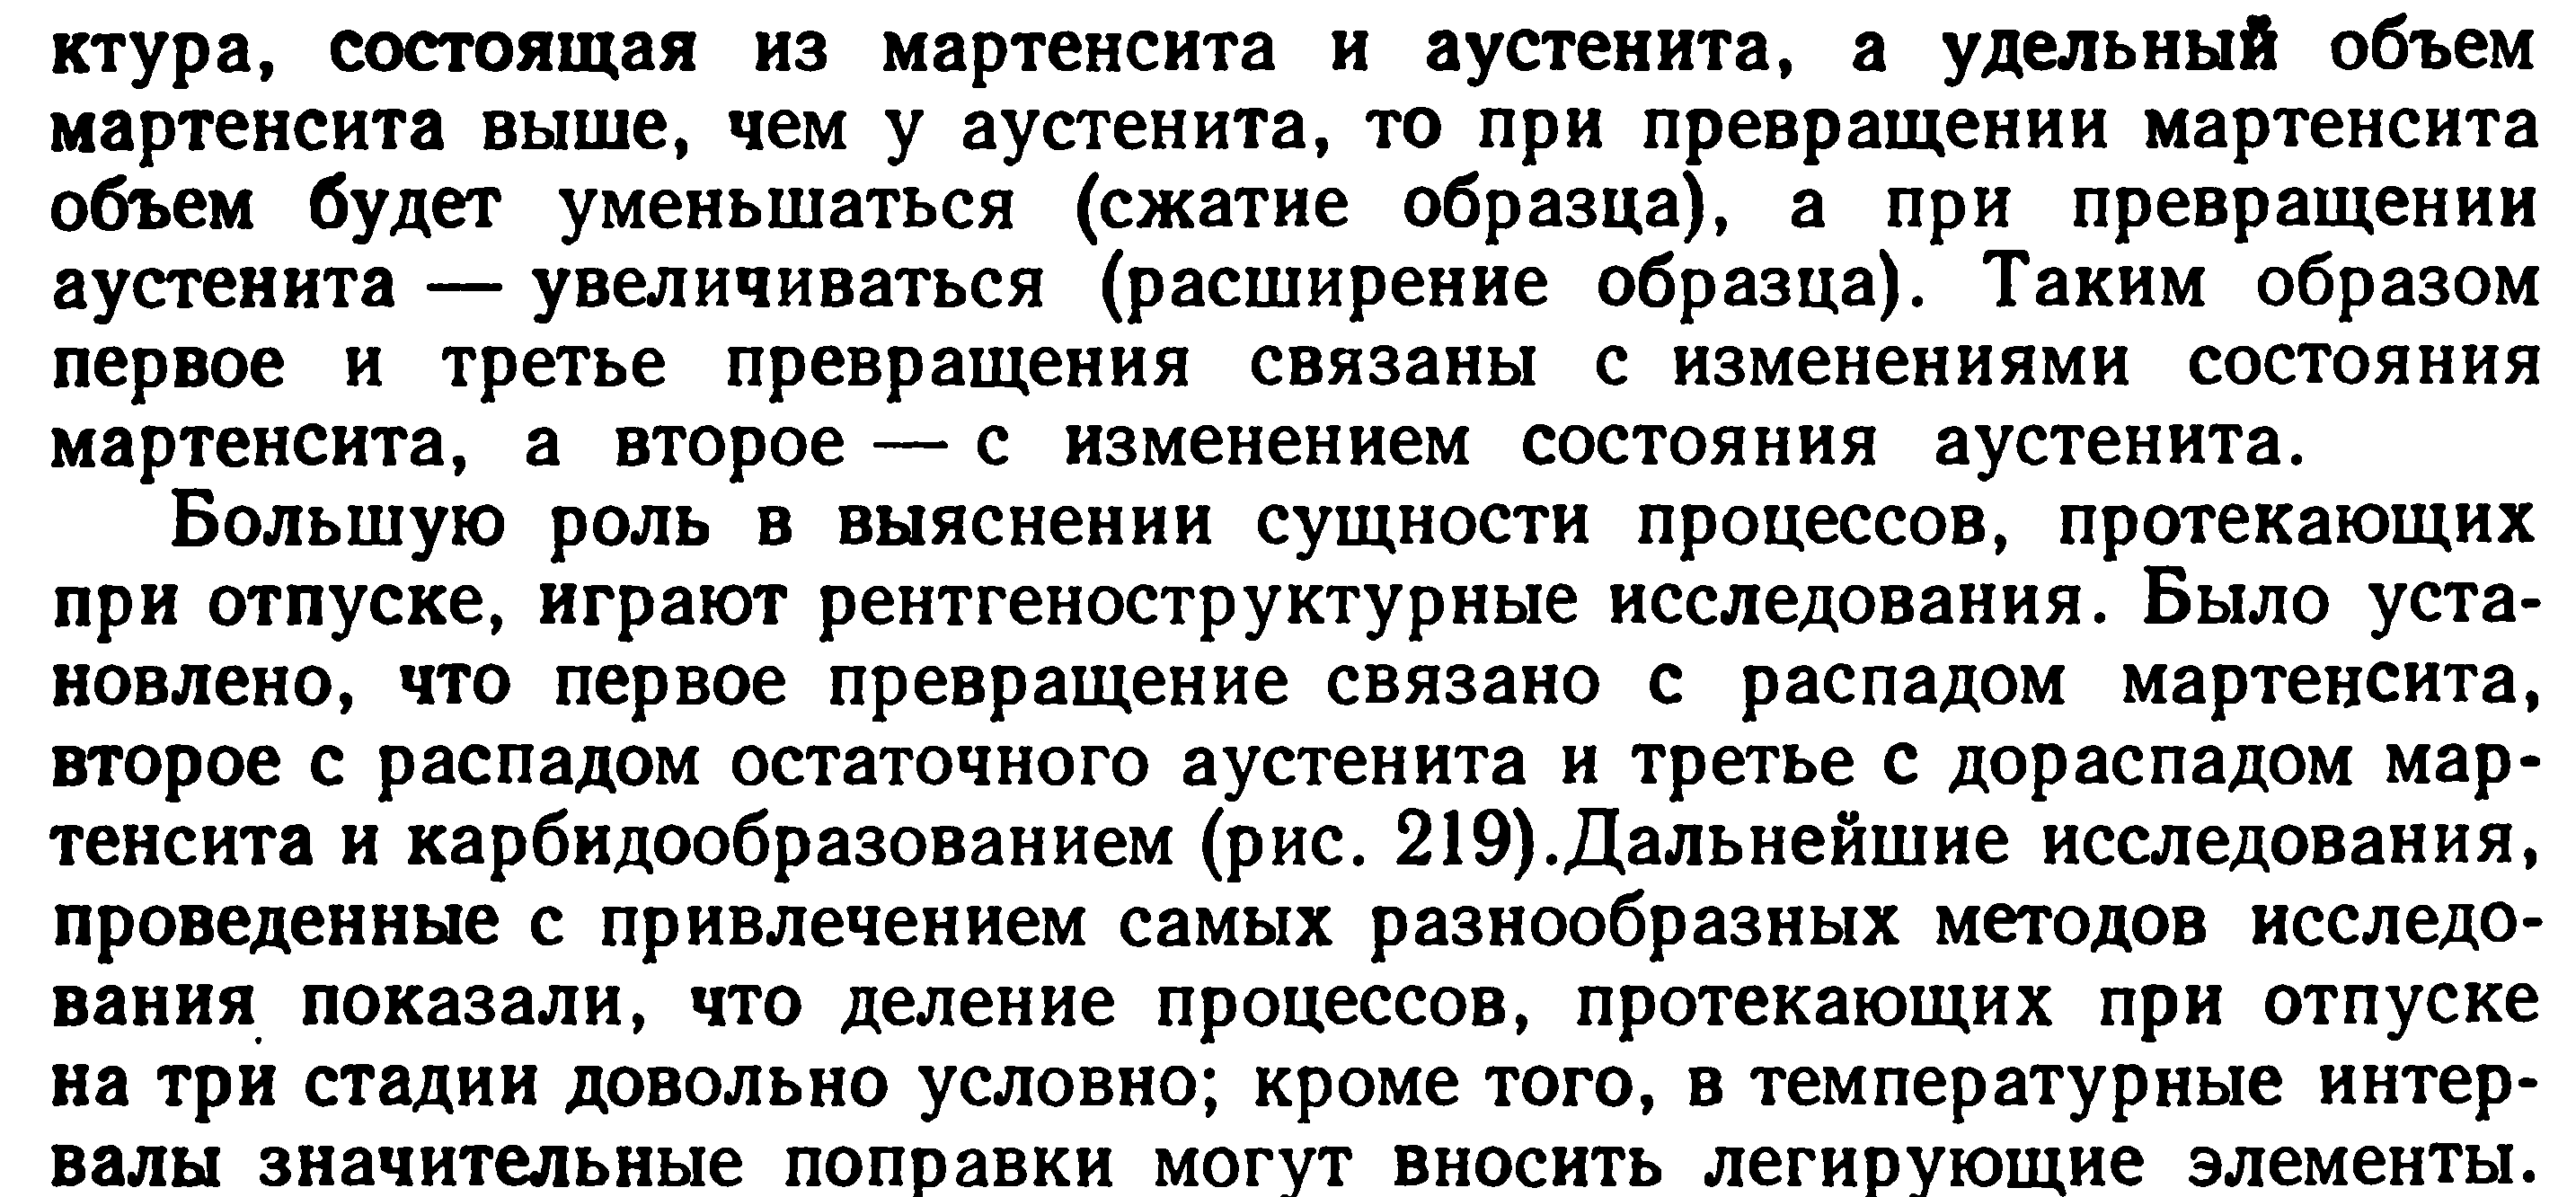 ктура, состоящая из мартенсита и аустенита, а удельный объем
мартенсита выше, чем у аустенита, то при превращении мартенсита
объем будет уменьшаться (сжатие образца), а при превращении
аустенита — увеличиваться (расширение образца). Таким образом
первое и третье превращения связаны с изменениями состояния
мартенсита, а второе — с изменением состояния аустенита.
Большую роль в выяснении сущности процессов, протекающих
при отпуске, играют рентгеноструктурные исследования. Было уста-
новлено, что первое превращение связано с распадом мартенсита,
второе с распадом остаточного аустенита и третье с дораспадом мар-
тенсита и карбидообразованием (рис. 219).Дальнейшие исследования,
проведенные с привлечением самых разнообразных методов исследо-
вания показали, что деление процессов, протекающих при отпуске
на три стадии довольно условно; кроме того, в температурные интер-
валы значительные поправки могут вносить легирующие элементы.